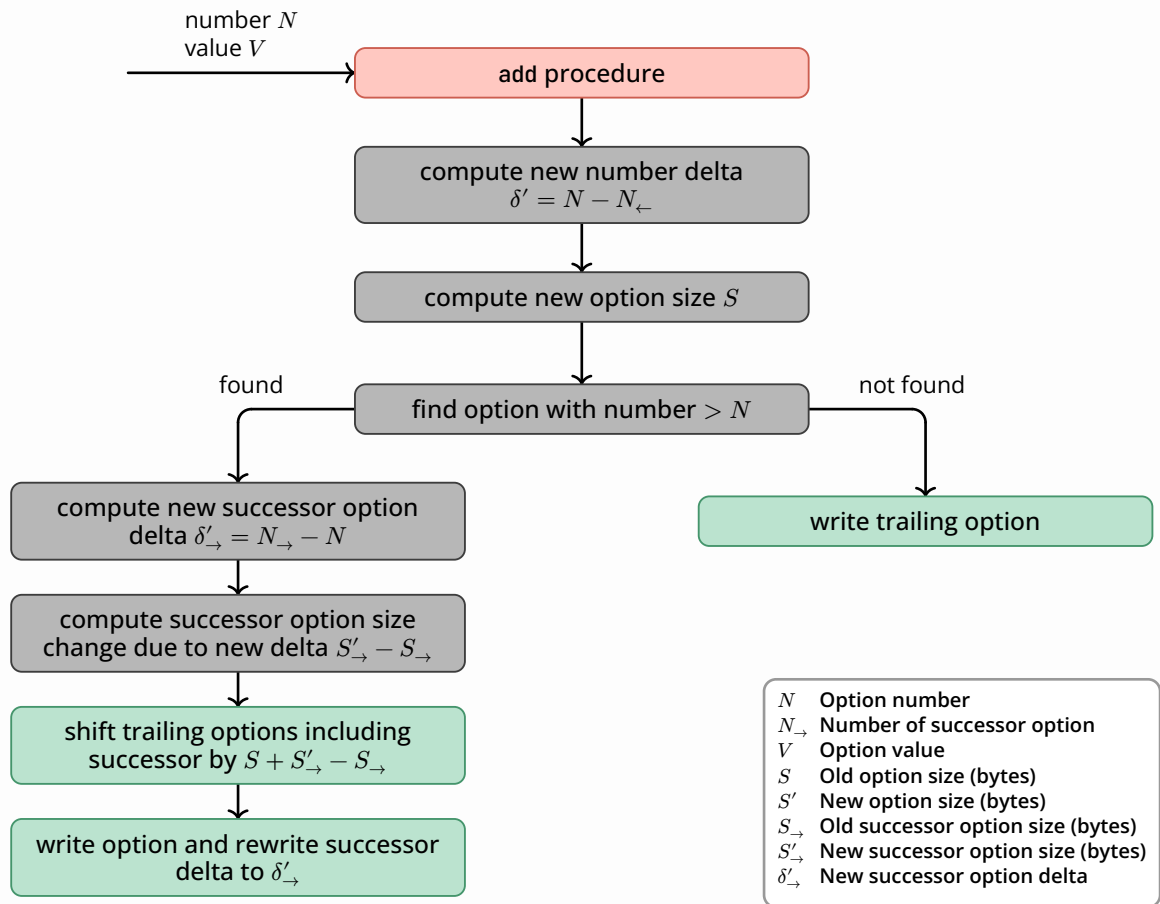 number N
value V
add procedure
compute new number delta
δ′ = N − N←
compute new option size S
found
not found
find option with number > N
compute new successor option
delta δ′→ = N→ − N
write trailing option
compute successor option size
change due to new delta S′→ − S→
shift trailing options including
successor by S + S′→ − S→
write option and rewrite successor
delta to δ′→
N Option number
N→ Number of successor option
V Option value
S Old option size (bytes)
S′ New option size (bytes)
S→ Old successor option size (bytes)
S′→ New successor option size (bytes)
δ′→ New successor option delta